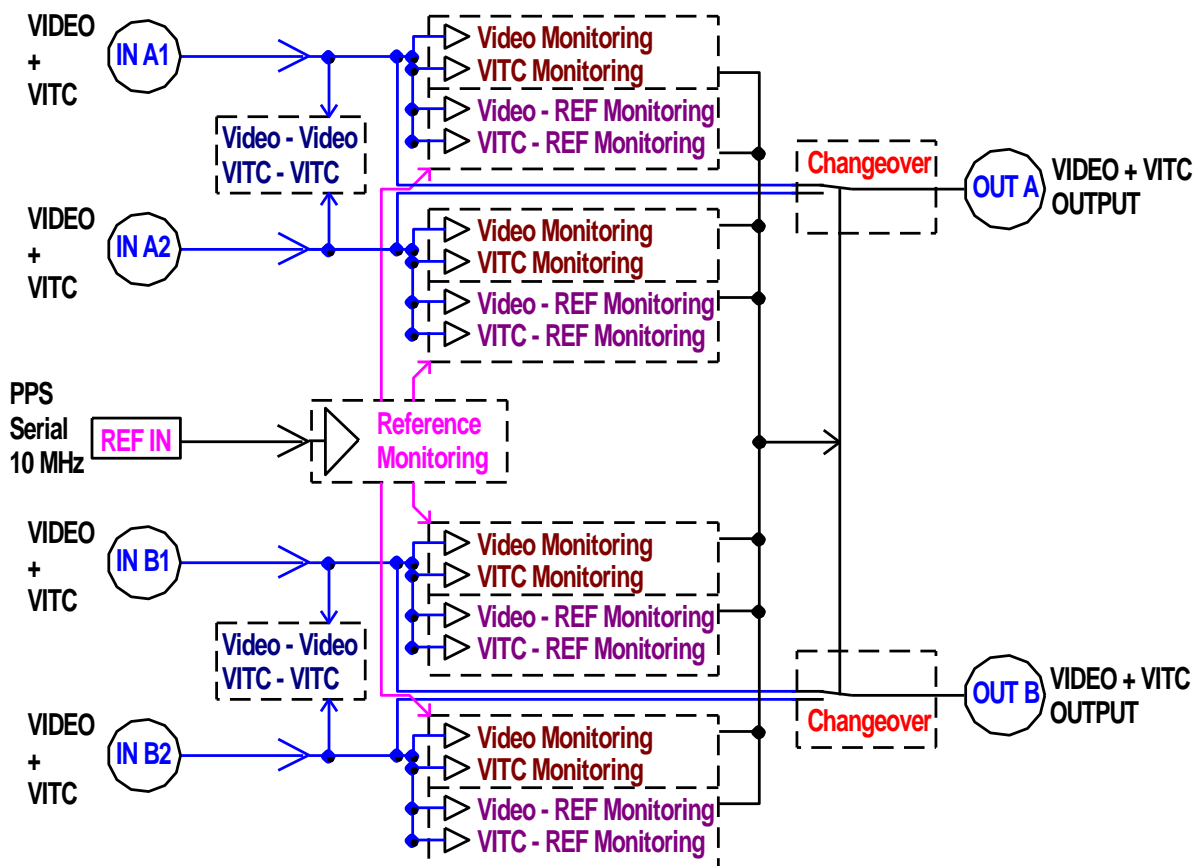 VIDEO
+
VITC
IN A1
Video Monitoring
VITC Monitoring
Video - REF Monitoring
VITC - REF Monitoring
Video - Video
VITC - VITC
Changeover
OUT A
VIDEO + VITC
OUTPUT
VIDEO
+
VITC
IN A2
Video Monitoring
VITC Monitoring
Video - REF Monitoring
VITC - REF Monitoring
PPS
Serial
10 MHz
REF IN
Reference
Monitoring
VIDEO
+
VITC
IN B1
Video Monitoring
VITC Monitoring
Video - REF Monitoring
VITC - REF Monitoring
Video - Video
VITC - VITC
Changeover
OUT B
VIDEO + VITC
OUTPUT
VIDEO
+
VITC
IN B2
Video Monitoring
VITC Monitoring
Video - REF Monitoring
VITC - REF Monitoring